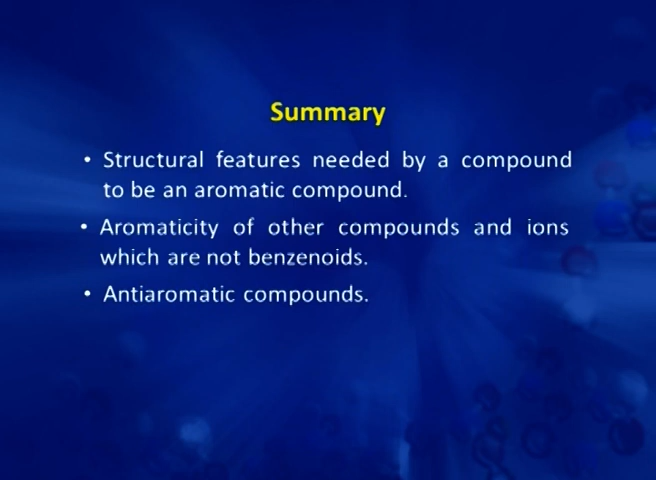 Summary
• Structural features needed by a compound
to be an aromatic compound.
• Aromaticity of other compounds and ions
which are not benzenoids.
• Antiaromatic compounds.